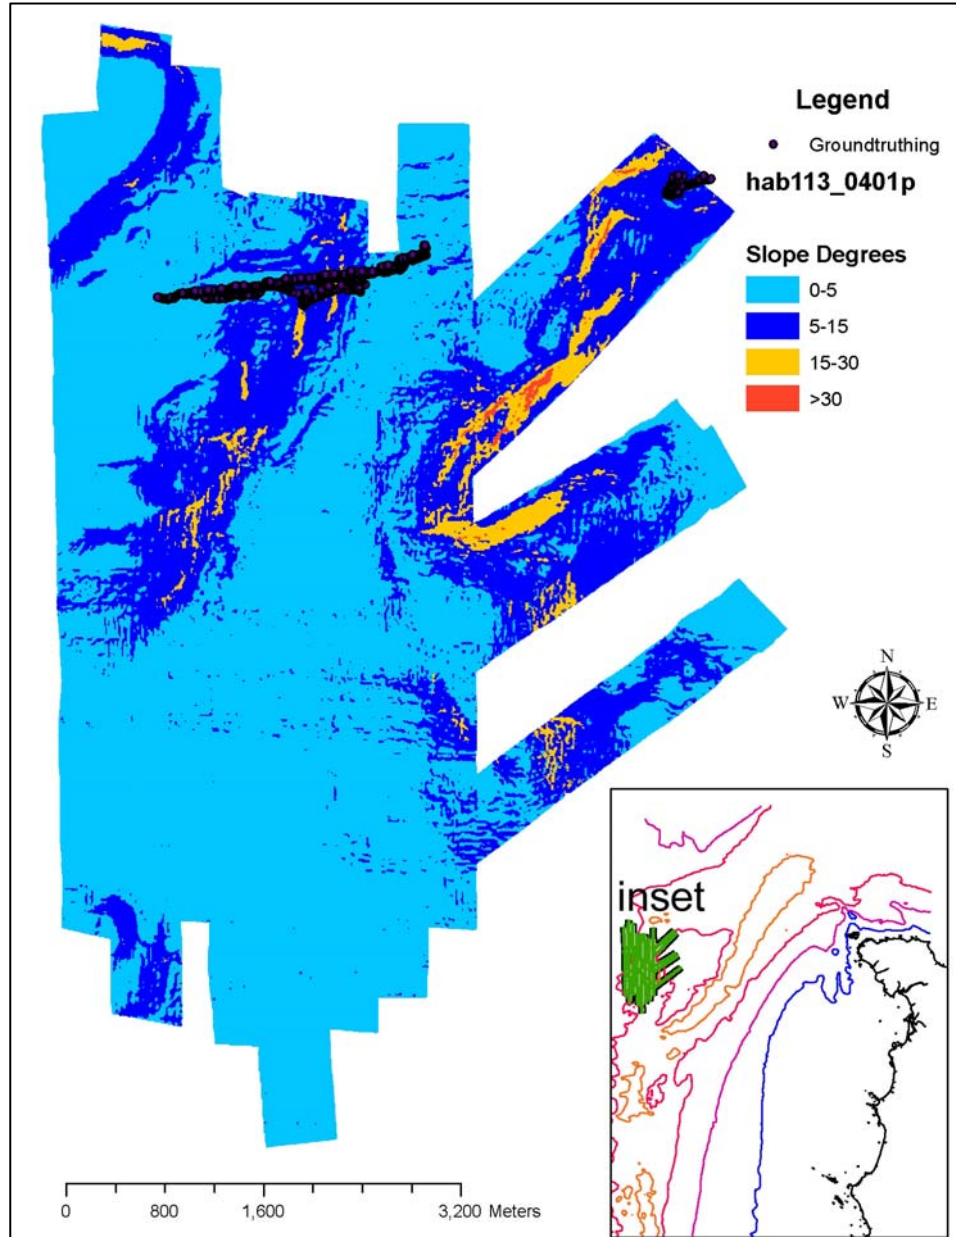 Legend
Groundtruthing
hab113_0401p
Slope Degrees
0-5
5-15
15-30
>30
N
W E
S
inset
0 800 1,600 3,200 Meters